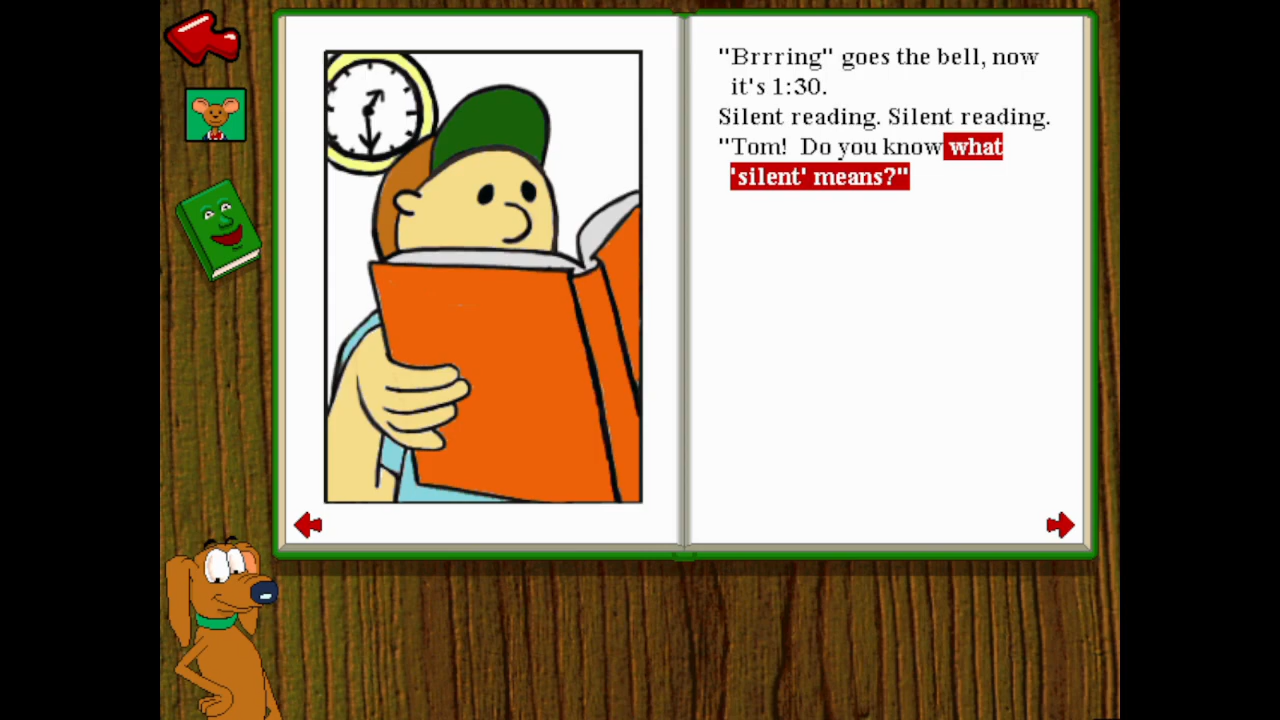 "Brrring" goes the bell, now
it's 1:30.
Silent reading. Silent reading.
"Tom!  Do you know what
'silent' means?"